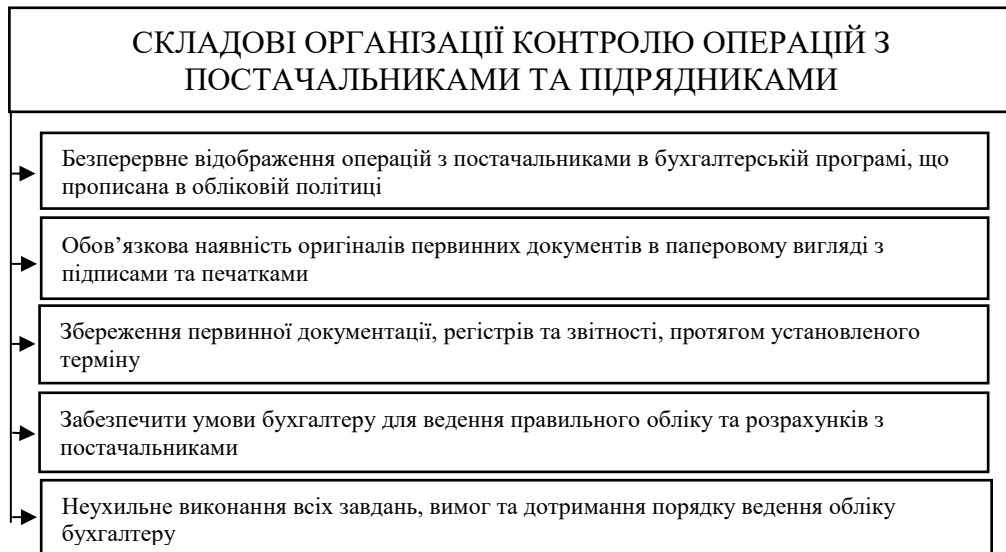 СКЛАДОВІ ОРГАНІЗАЦІЇ КОНТРОЛЮ ОПЕРАЦІЙ З
ПОСТАЧАЛЬНИКАМИ ТА ПІДРЯДНИКАМИ
Безперервне відображення операцій з постачальниками в бухгалтерській програмі, що
прописана в обліковій політиці
Обов’язкова наявність оригіналів первинних документів в паперовому вигляді з
підписами та печатками
Збереження первинної документації, регістрів та звітності, протягом установленого
терміну
Забезпечити умови бухгалтеру для ведення правильного обліку та розрахунків з
постачальниками
Неухильне виконання всіх завдань, вимог та дотримання порядку ведення обліку
бухгалтеру